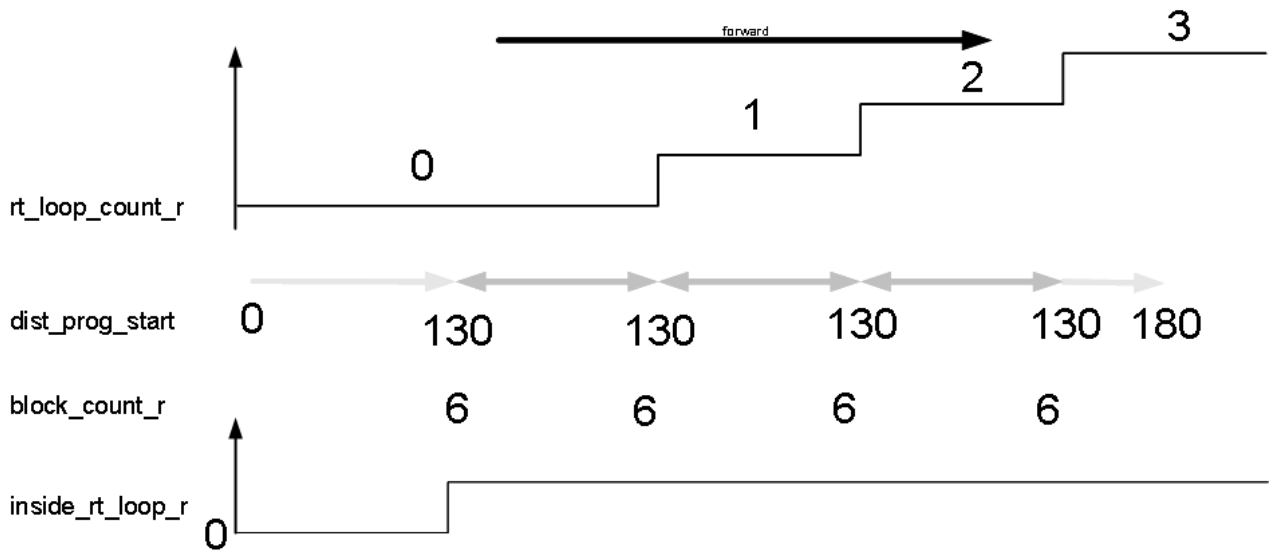 forward
3
2
1
0
rt_loop_count_r
dist_prog_start 0 130 130 130 130 180
block_count_r 6 6 6 6
inside_rt_loop_r 0